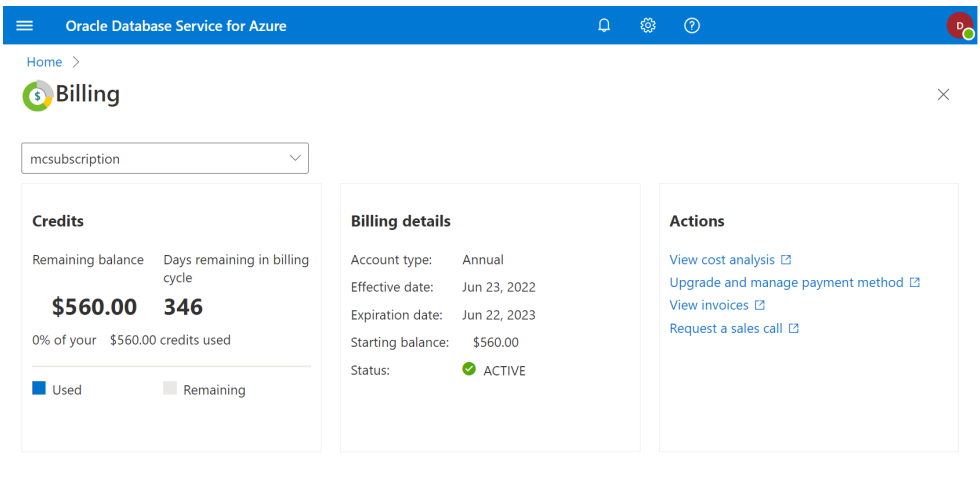 Oracle Database Service for Azure
D
Home >
$
Billing
mcsubscription
Credits
Remaining balance
Days remaining in billing
cycle
$560.00
346
0% of your $560.00 credits used
Used
Remaining
Billing details
Account type: Annual
Effective date: Jun 23, 2022
Expiration date: Jun 22, 2023
Starting balance: $560.00
Status: ACTIVE
Actions
View cost analysis
Upgrade and manage payment method
View invoices
Request a sales call